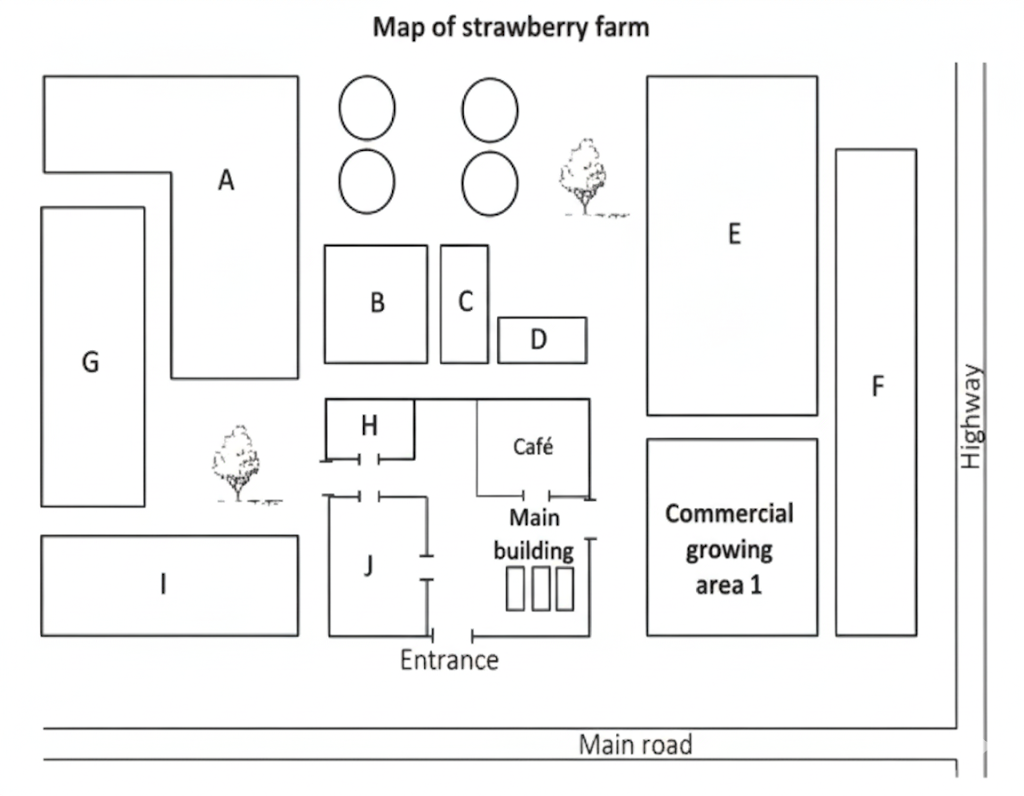 Map of strawberry farm
A
E
B
C
D
G
F
H
Café
Highway
Main
building
Commercial
growing
area 1
J
I
Entrance
Main road